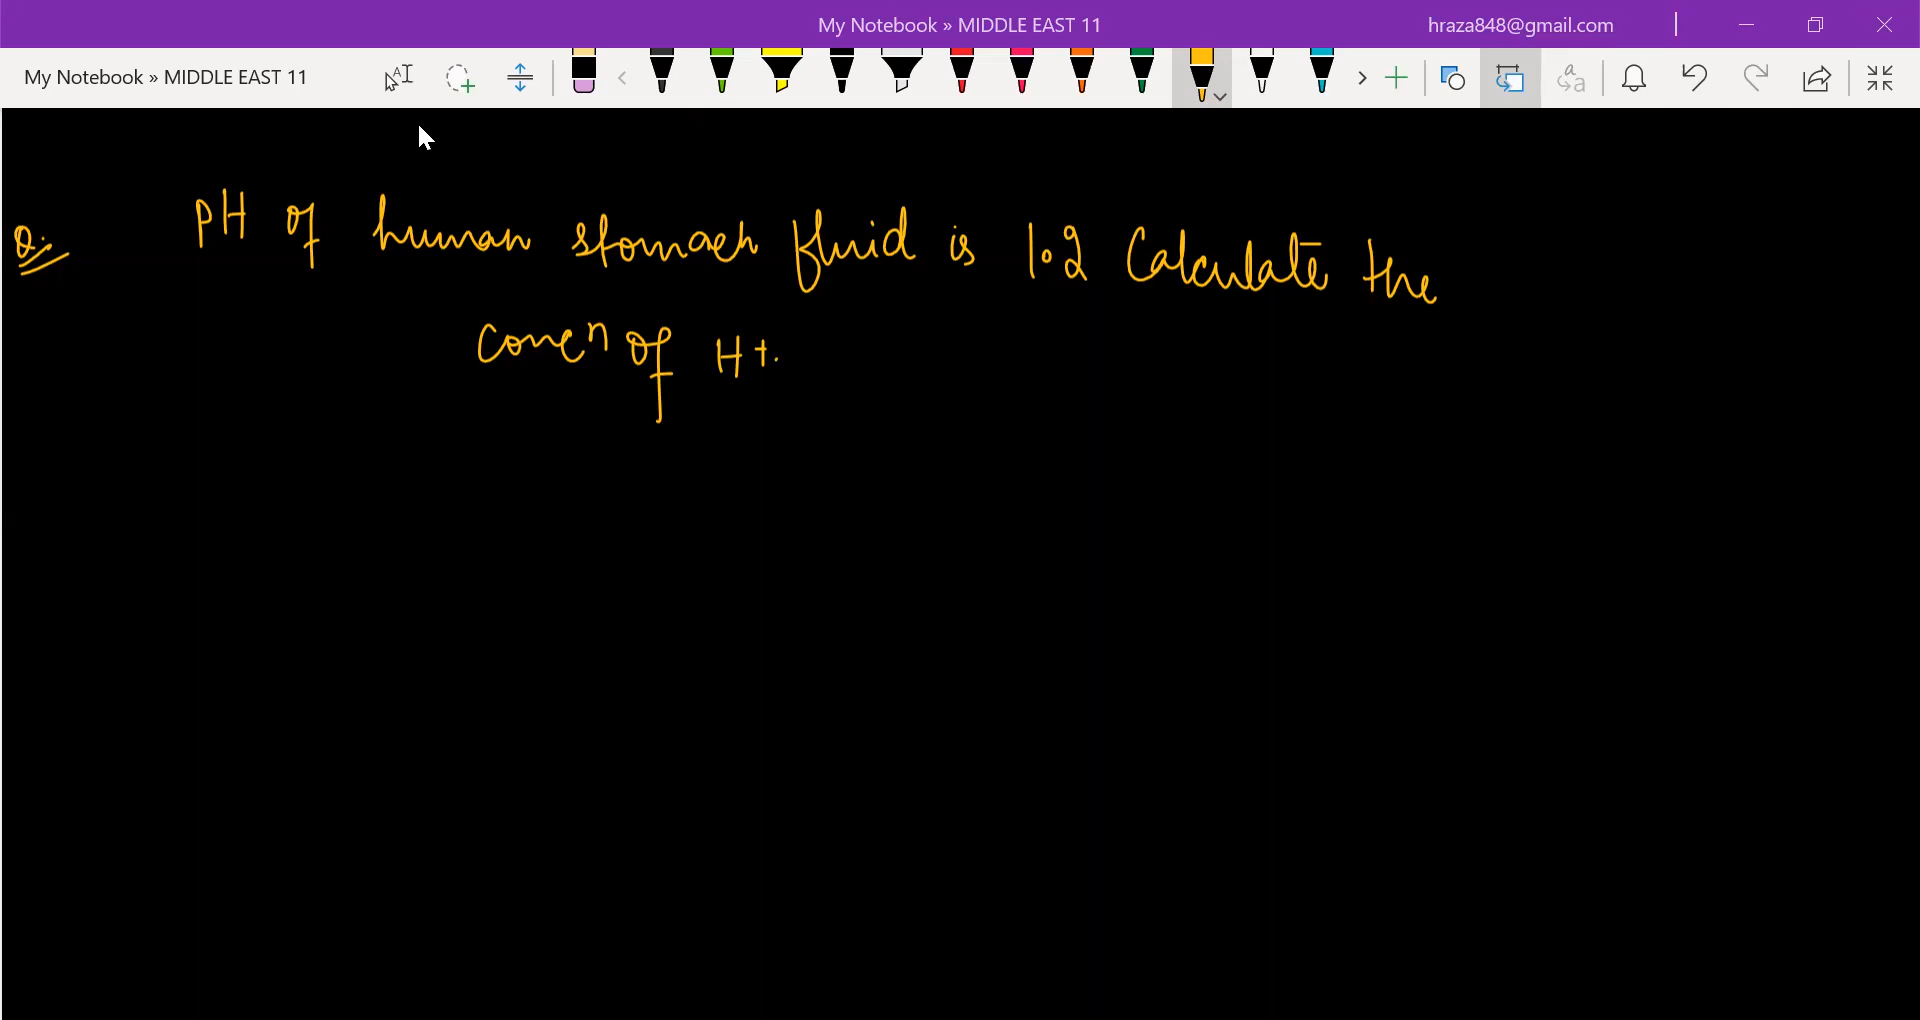 My Notebook » MIDDLE EAST 11
hraza848@gmail.com
My Notebook » MIDDLE EAST 11
Q. PH of human stomach fluid is 1.2 Calculate the
concn of H+.